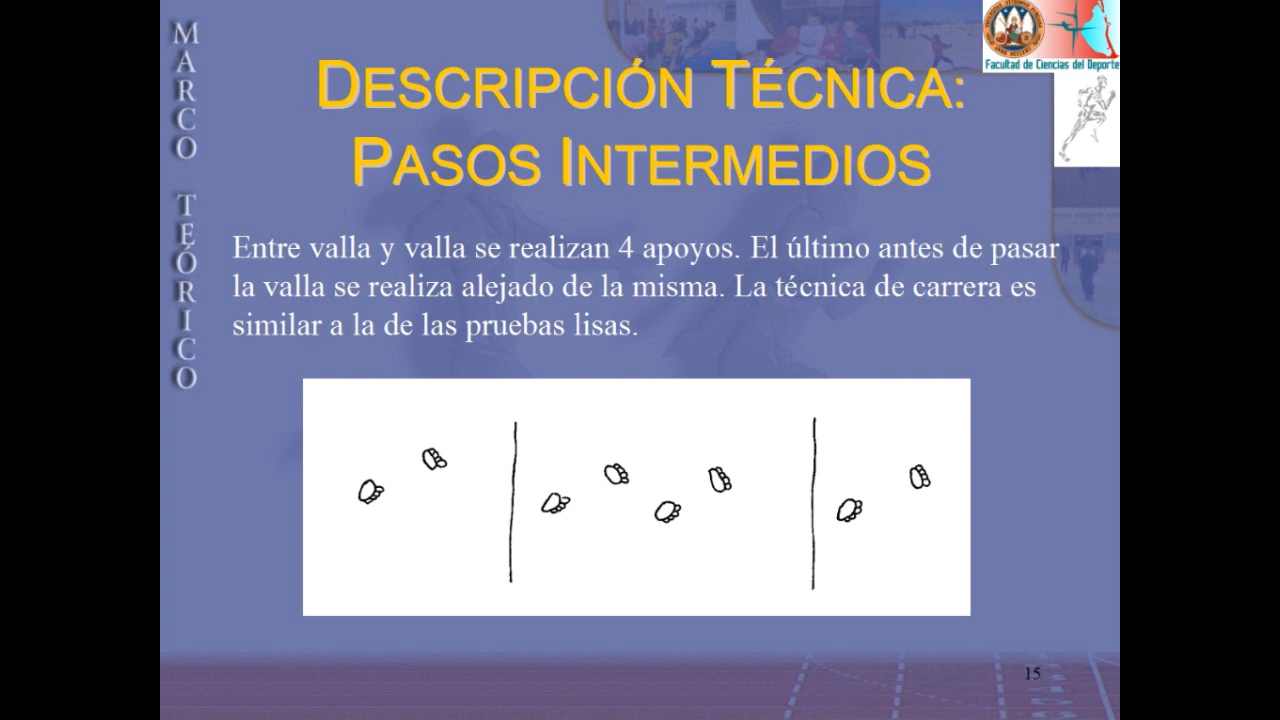 MARCO TEÓRICO
Facultad de Ciencias del Deporte
DESCRIPCIÓN TÉCNICA:
PASOS INTERMEDIOS
Entre valla y valla se realizan 4 apoyos. El último antes de pasar
la valla se realiza alejado de la misma. La técnica de carrera es
similar a la de las pruebas lisas.
15